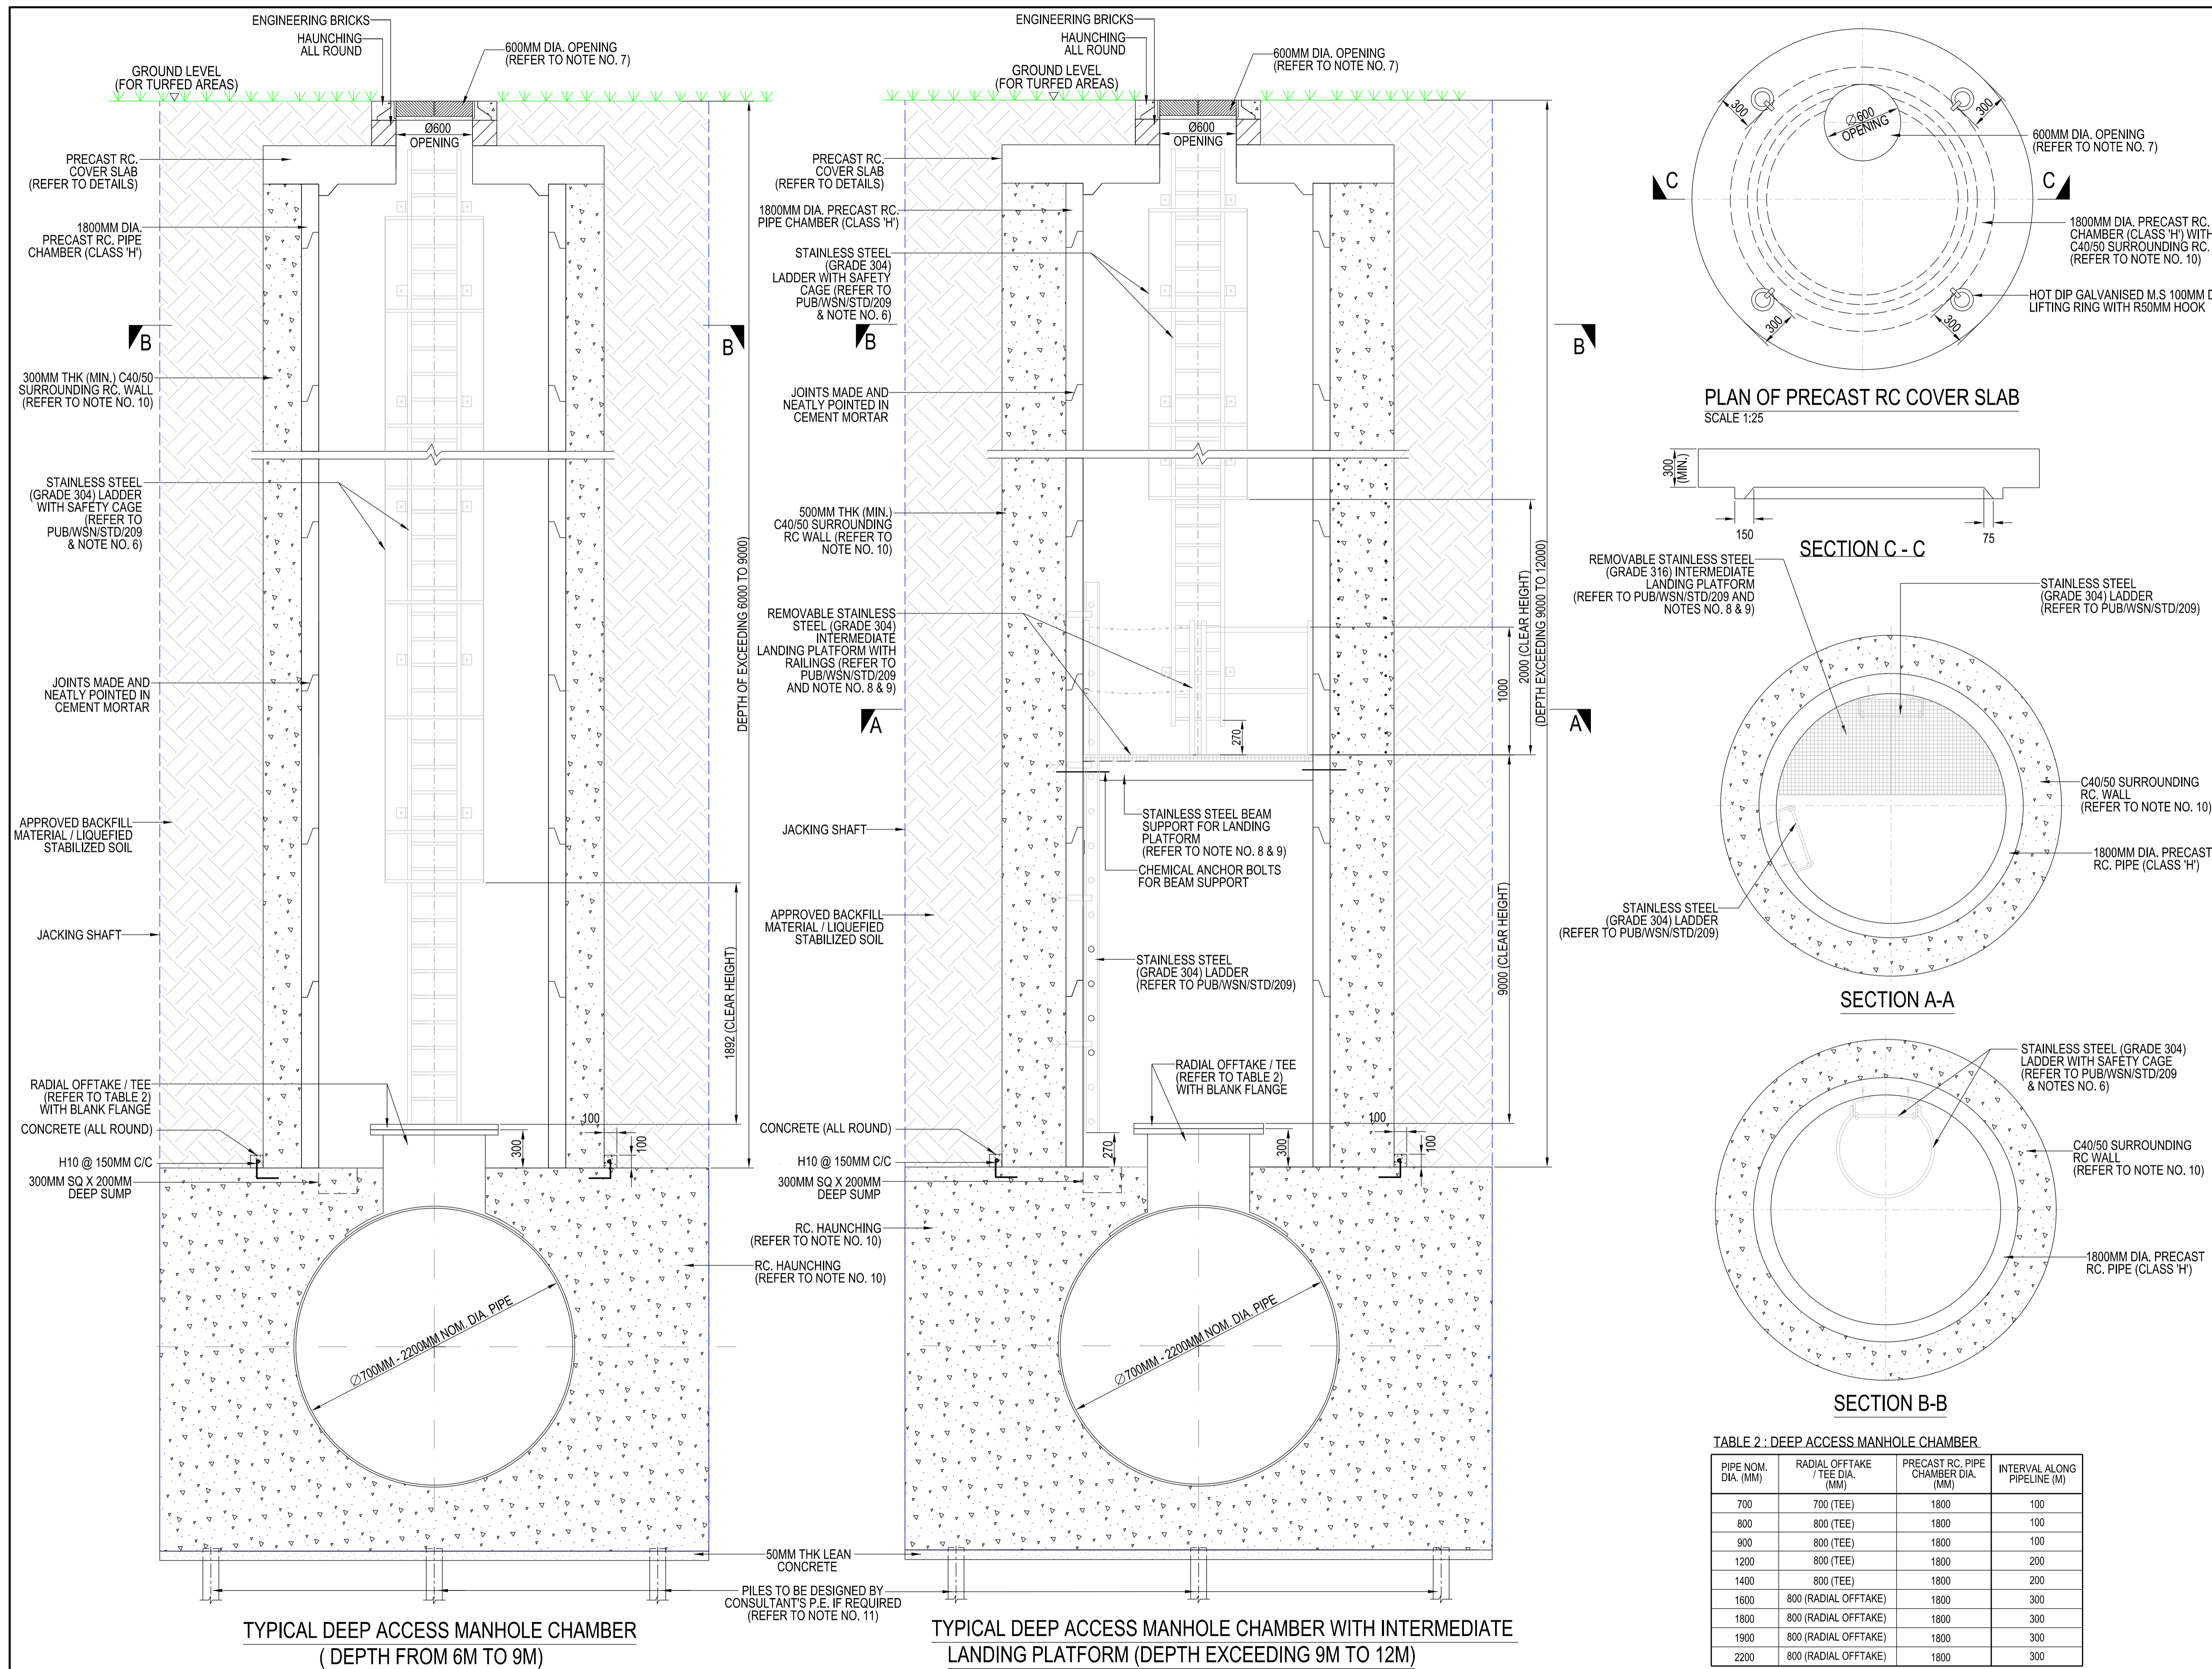 ENGINEERING BRICKS
HAUNCHING
ALL ROUND
600MM DIA. OPENING
(REFER TO NOTE NO. 7)
GROUND LEVEL
(FOR TURFED AREAS)
Ø600
OPENING
PRECAST RC.
COVER SLAB
(REFER TO DETAILS)
1800MM DIA.
PRECAST RC. PIPE
CHAMBER (CLASS 'H')
B
B
300MM THK (MIN.) C40/50
SURROUNDING RC. WALL
(REFER TO NOTE NO. 10)
STAINLESS STEEL
(GRADE 304) LADDER
WITH SAFETY CAGE
(REFER TO
PUB/WSN/STD/209
& NOTE NO. 6)
DEPTH OF EXCEEDING 6000 TO 9000)
JOINTS MADE AND
NEATLY POINTED IN
CEMENT MORTAR
APPROVED BACKFILL
MATERIAL / LIQUEFIED
STABILIZED SOIL
JACKING SHAFT
1892 (CLEAR HEIGHT)
RADIAL OFFTAKE / TEE
(REFER TO TABLE 2)
WITH BLANK FLANGE
CONCRETE (ALL ROUND)
H10 @ 150MM C/C
300MM SQ X 200MM
DEEP SUMP
300
100
100
RC. HAUNCHING
(REFER TO NOTE NO. 10)
Ø700MM - 2200MM NOM. DIA. PIPE
50MM THK LEAN
CONCRETE
PILES TO BE DESIGNED BY
CONSULTANT'S P.E. IF REQUIRED
(REFER TO NOTE NO. 11)
TYPICAL DEEP ACCESS MANHOLE CHAMBER
( DEPTH FROM 6M TO 9M)
ENGINEERING BRICKS
HAUNCHING
ALL ROUND
600MM DIA. OPENING
(REFER TO NOTE NO. 7)
GROUND LEVEL
(FOR TURFED AREAS)
Ø600
OPENING
PRECAST RC.
COVER SLAB
(REFER TO DETAILS)
1800MM DIA. PRECAST RC.
PIPE CHAMBER (CLASS 'H')
STAINLESS STEEL
(GRADE 304)
LADDER WITH SAFETY
CAGE (REFER TO
PUB/WSN/STD/209
& NOTE NO. 6)
B
B
JOINTS MADE AND
NEATLY POINTED IN
CEMENT MORTAR
500MM THK (MIN.)
C40/50 SURROUNDING
RC WALL (REFER TO
NOTE NO. 10)
REMOVABLE STAINLESS
STEEL (GRADE 304)
INTERMEDIATE
LANDING PLATFORM WITH
RAILINGS (REFER TO
PUB/WSN/STD/209
AND NOTE NO. 8 & 9)
A
A
270
1000
2000 (CLEAR HEIGHT)
(DEPTH EXCEEDING 9000 TO 12000)
STAINLESS STEEL BEAM
SUPPORT FOR LANDING
PLATFORM
(REFER TO NOTE NO. 8 & 9)
CHEMICAL ANCHOR BOLTS
FOR BEAM SUPPORT
JACKING SHAFT
APPROVED BACKFILL
MATERIAL / LIQUEFIED
STABILIZED SOIL
STAINLESS STEEL
(GRADE 304) LADDER
(REFER TO PUB/WSN/STD/209)
9000 (CLEAR HEIGHT)
RADIAL OFFTAKE / TEE
(REFER TO TABLE 2)
WITH BLANK FLANGE
CONCRETE (ALL ROUND)
H10 @ 150MM C/C
300MM SQ X 200MM
DEEP SUMP
270
300
100
100
RC. HAUNCHING
(REFER TO NOTE NO. 10)
Ø700MM - 2200MM NOM. DIA. PIPE
TYPICAL DEEP ACCESS MANHOLE CHAMBER WITH INTERMEDIATE
LANDING PLATFORM (DEPTH EXCEEDING 9M TO 12M)
300
300
Ø600
OPENING
600MM DIA. OPENING
(REFER TO NOTE NO. 7)
C
C
1800MM DIA. PRECAST RC.
CHAMBER (CLASS 'H')
C40/50 SURROUNDING RC.
(REFER TO NOTE NO. 10)
HOT DIP GALVANISED M.S 100MM
LIFTING RING WITH R50MM HOOK
300
300
PLAN OF PRECAST RC COVER SLAB
SCALE 1:25
300
(MIN.)
150
75
SECTION C - C
REMOVABLE STAINLESS STEEL
(GRADE 316) INTERMEDIATE
LANDING PLATFORM
(REFER TO PUB/WSN/STD/209 AND
NOTES NO. 8 & 9)
STAINLESS STEEL
(GRADE 304) LADDER
(REFER TO PUB/WSN/STD/209)
C40/50 SURROUNDING
RC. WALL
(REFER TO NOTE NO. 10)
1800MM DIA. PRECAST
RC. PIPE (CLASS 'H')
STAINLESS STEEL
(GRADE 304) LADDER
(REFER TO PUB/WSN/STD/209)
SECTION A-A
STAINLESS STEEL (GRADE 304)
LADDER WITH SAFETY CAGE
(REFER TO PUB/WSN/STD/209
& NOTES NO. 6)
C40/50 SURROUNDING
RC WALL
(REFER TO NOTE NO. 10)
1800MM DIA. PRECAST
RC. PIPE (CLASS 'H')
SECTION B-B
TABLE 2 : DEEP ACCESS MANHOLE CHAMBER
PIPE NOM. DIA. (MM) RADIAL OFFTAKE / TEE DIA. (MM) PRECAST RC. PIPE CHAMBER DIA. (MM) INTERVAL ALONG PIPELINE (M)
700 700 (TEE) 1800 100
800 800 (TEE) 1800 100
900 800 (TEE) 1800 100
1200 800 (TEE) 1800 200
1400 800 (TEE) 1800 200
1600 800 (RADIAL OFFTAKE) 1800 300
1800 800 (RADIAL OFFTAKE) 1800 300
1900 800 (RADIAL OFFTAKE) 1800 300
2200 800 (RADIAL OFFTAKE) 1800 300